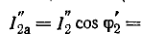 I″₂ₐ = I″₂ cos φ′₂ =